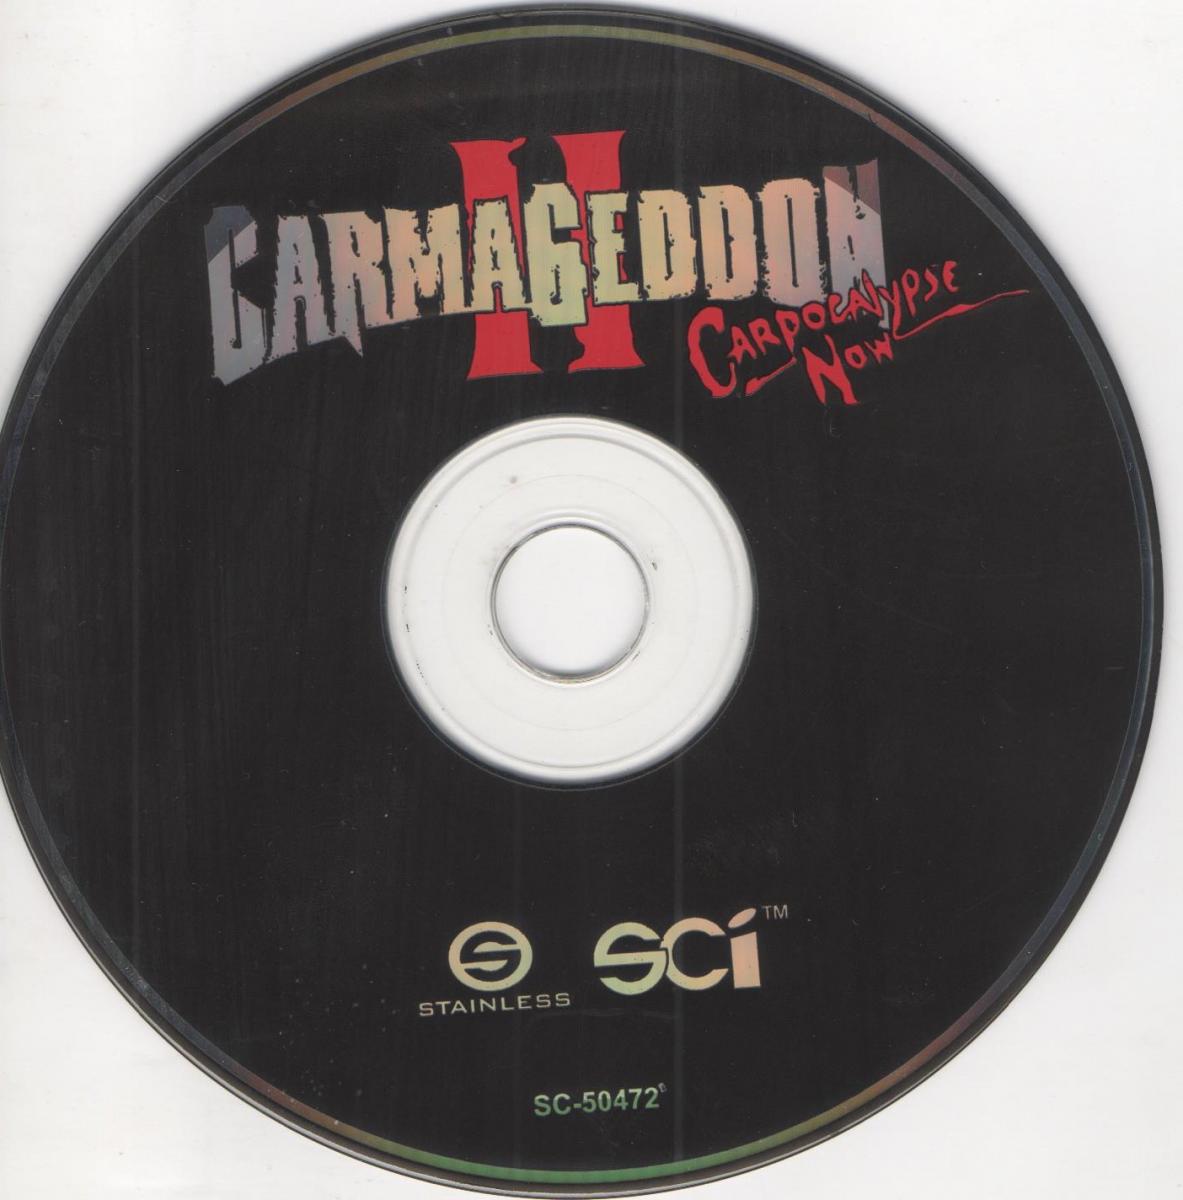 CARMAGEDDON
II
CARPOCALYPSE
NOW
S
STAINLESS
SCi™
SC-50472